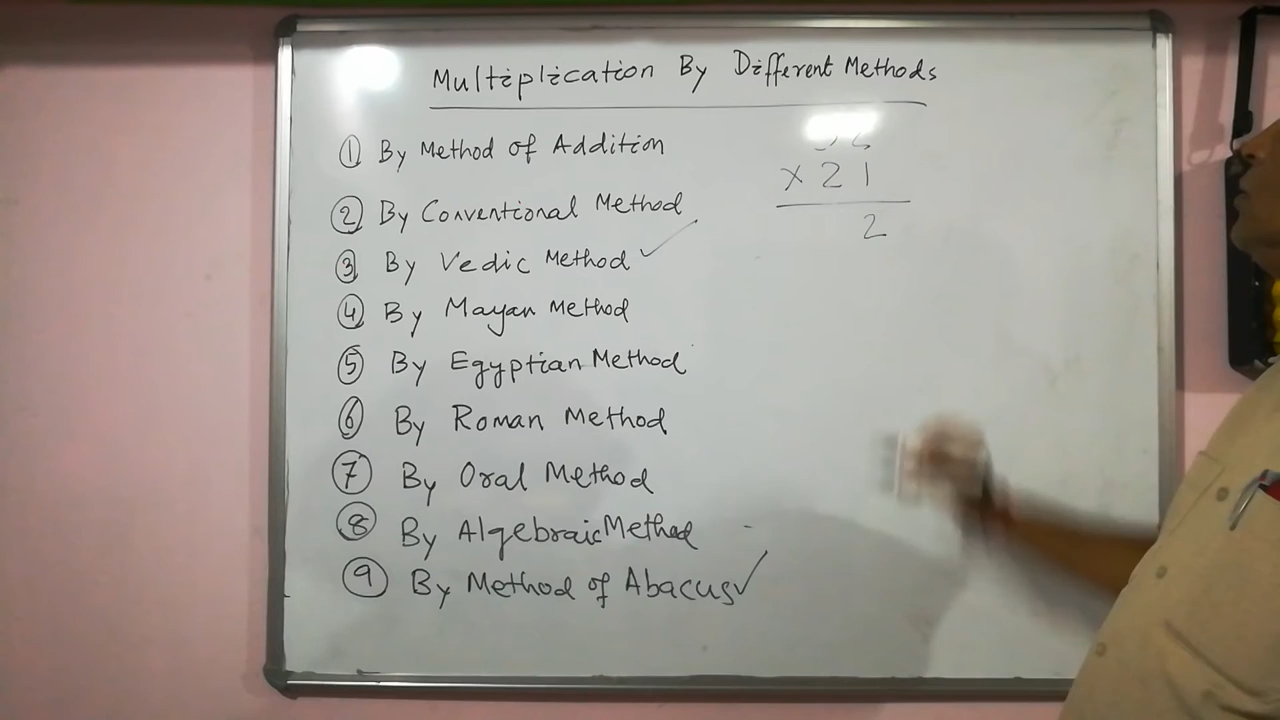 Multiplication By Different Methods
① By Method of Addition
② By Conventional Method
③ By Vedic Method ✓
④ By Mayan Method
⑤ By Egyptian Method
⑥ By Roman Method
⑦ By Oral Method
⑧ By Algebraic Method
⑨ By Method of Abacus ✓
× 21
2